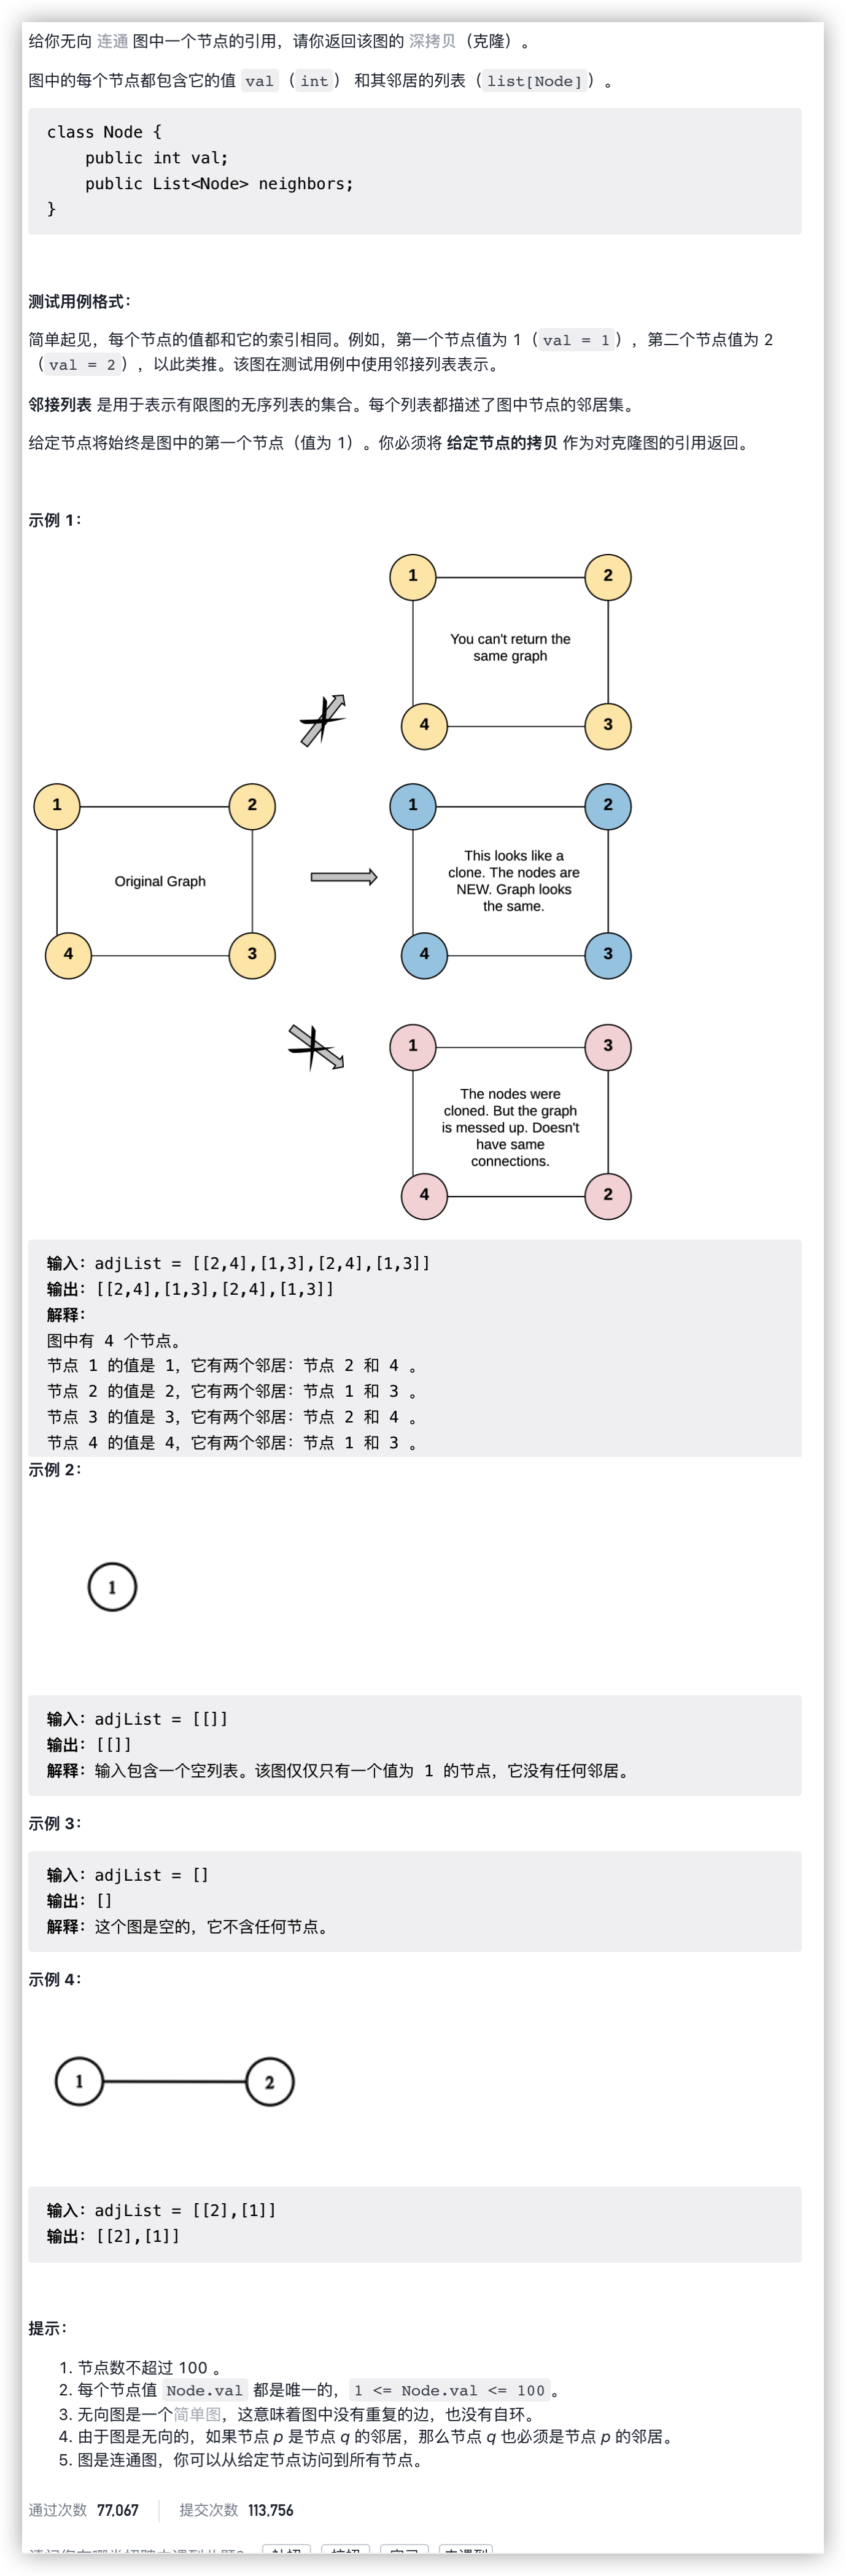 给你无向 连通 图中一个节点的引用，请你返回该图的 深拷贝（克隆）。
图中的每个节点都包含它的值 val（int） 和其邻居的列表（list[Node]）。
class Node {
    public int val;
    public List<Node> neighbors;
}
测试用例格式：
简单起见，每个节点的值都和它的索引相同。例如，第一个节点值为 1（val = 1），第二个节点值为 2
（val = 2），以此类推。该图在测试用例中使用邻接列表表示。
邻接列表 是用于表示有限图的无序列表的集合。每个列表都描述了图中节点的邻居集。
给定节点将始终是图中的第一个节点（值为 1）。你必须将 给定节点的拷贝 作为对克隆图的引用返回。
示例 1：
1
2
You can't return the
same graph
4
3
1
2
Original Graph
4
3
1
2
This looks like a
clone. The nodes are
NEW. Graph looks
the same.
4
3
1
3
The nodes were
cloned. But the graph
is messed up. Doesn't
have same
connections.
4
2
输入：adjList = [[2,4],[1,3],[2,4],[1,3]]
输出：[[2,4],[1,3],[2,4],[1,3]]
解释：
图中有 4 个节点。
节点 1 的值是 1，它有两个邻居：节点 2 和 4 。
节点 2 的值是 2，它有两个邻居：节点 1 和 3 。
节点 3 的值是 3，它有两个邻居：节点 2 和 4 。
节点 4 的值是 4，它有两个邻居：节点 1 和 3 。
示例 2：
1
输入：adjList = [[]]
输出：[[]]
解释：输入包含一个空列表。该图仅仅只有一个值为 1 的节点，它没有任何邻居。
示例 3：
输入：adjList = []
输出：[]
解释：这个图是空的，它不含任何节点。
示例 4：
1
2
输入：adjList = [[2],[1]]
输出：[[2],[1]]
提示：
1. 节点数不超过 100 。
2. 每个节点值 Node.val 都是唯一的，1 <= Node.val <= 100。
3. 无向图是一个简单图，这意味着图中没有重复的边，也没有自环。
4. 由于图是无向的，如果节点 p 是节点 q 的邻居，那么节点 q 也必须是节点 p 的邻居。
5. 图是连通图，你可以从给定节点访问到所有节点。
通过次数 77,067 提交次数 113,756